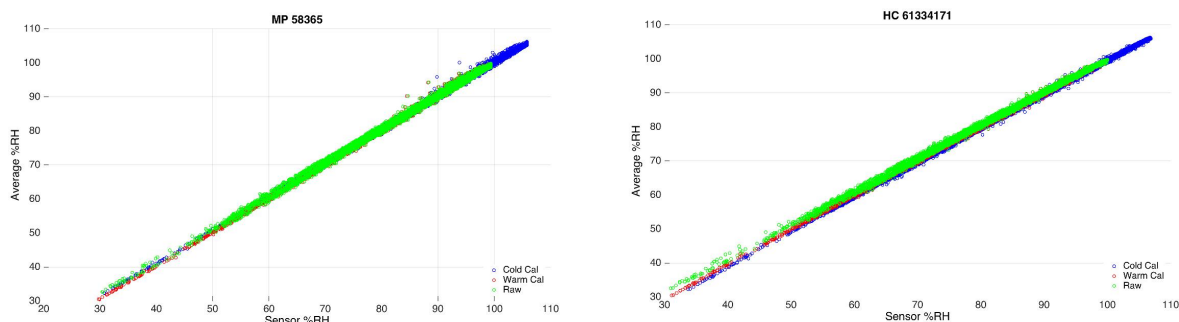 MP 58365
110
100
90
80
70
60
50
40
30
Average %RH
20 30 40 50 60 70 80 90 100 110
Sensor %RH
Cold Cal
Warm Cal
Raw
HC 61334171
110
100
90
80
70
60
50
40
30
Average %RH
30 40 50 60 70 80 90 100 110
Sensor %RH
Cold Cal
Warm Cal
Raw